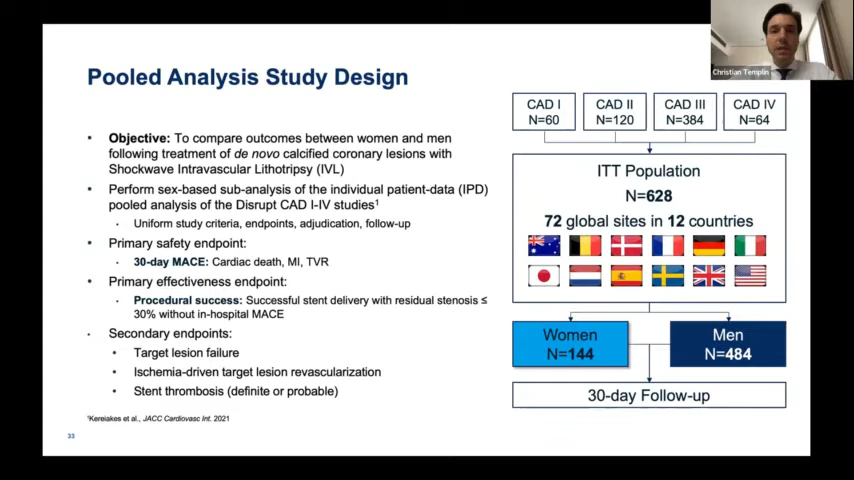 Christian Templin
Pooled Analysis Study Design
• Objective: To compare outcomes between women and men
following treatment of de novo calcified coronary lesions with
Shockwave Intravascular Lithotripsy (IVL)
• Perform sex-based sub-analysis of the individual patient-data (IPD)
pooled analysis of the Disrupt CAD I-IV studies¹
• Uniform study criteria, endpoints, adjudication, follow-up
• Primary safety endpoint:
• 30-day MACE: Cardiac death, MI, TVR
• Primary effectiveness endpoint:
• Procedural success: Successful stent delivery with residual stenosis ≤
30% without in-hospital MACE
• Secondary endpoints:
• Target lesion failure
• Ischemia-driven target lesion revascularization
• Stent thrombosis (definite or probable)
¹Kereiakes et al., JACC Cardiovasc Int. 2021
33
CAD I
N=60
CAD II
N=120
CAD III
N=384
CAD IV
N=64
ITT Population
N=628
72 global sites in 12 countries
Women
N=144
Men
N=484
30-day Follow-up